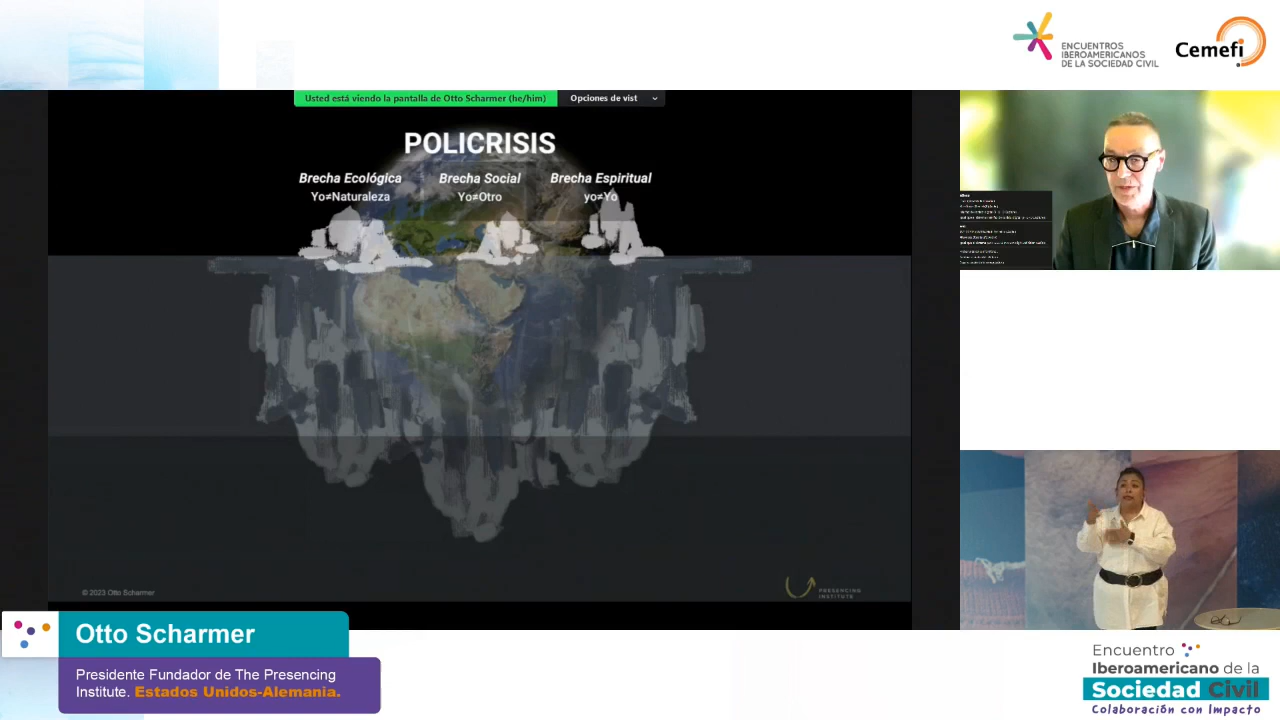 ENCUENTROS
IBEROAMERICANOS
DE LA SOCIEDAD CIVIL
Cemefi
Usted está viendo la pantalla de Otto Scharmer (he/him)
Opciones de vist
POLICRISIS
Brecha Ecológica
Brecha Social
Brecha Espiritual
Yo≠Naturaleza
Yo≠Otro
yo≠Yo
© 2023 Otto Scharmer
PRESENCING
INSTITUTE
Otto Scharmer
Presidente Fundador de The Presencing
Institute. Estados Unidos-Alemania.
Encuentro
Iberoamericano de la
Sociedad Civil
Colaboración con Impacto